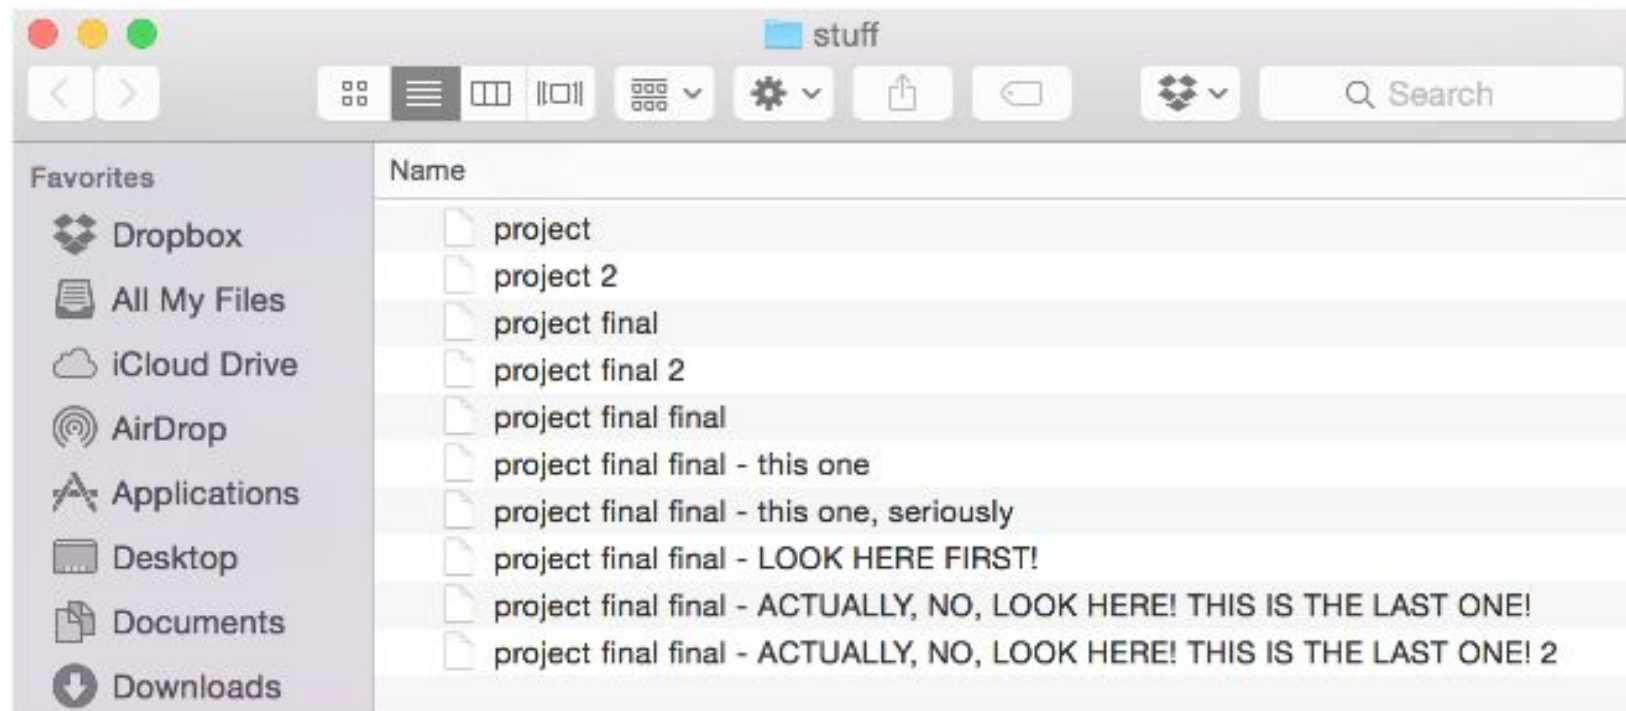 stuff
Search
Favorites
Dropbox
All My Files
iCloud Drive
AirDrop
Applications
Desktop
Documents
Downloads
Name
project
project 2
project final
project final 2
project final final
project final final - this one
project final final - this one, seriously
project final final - LOOK HERE FIRST!
project final final - ACTUALLY, NO, LOOK HERE! THIS IS THE LAST ONE!
project final final - ACTUALLY, NO, LOOK HERE! THIS IS THE LAST ONE! 2